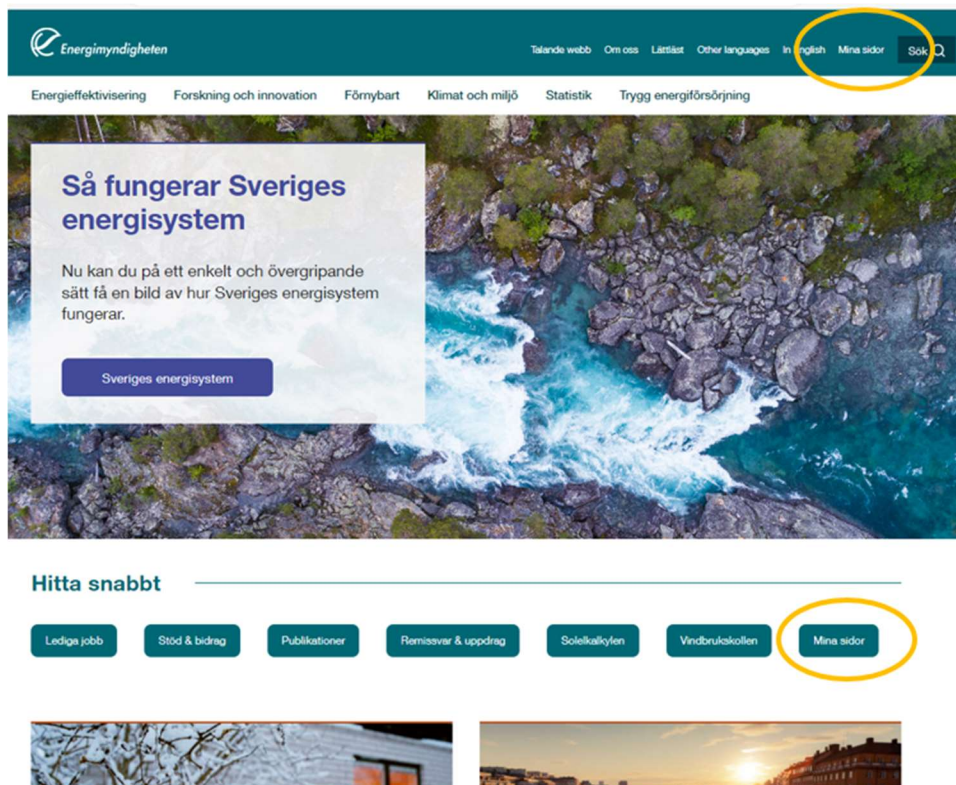 Energimyndigheten
Talande webb Om oss Lättläst Other languages In English Mina sidor Sök
Energieffektivisering Forskning och innovation Förnybart Klimat och miljö Statistik Trygg energiförsörjning
Så fungerar Sveriges
energisystem
Nu kan du på ett enkelt och övergripande
sätt få en bild av hur Sveriges energisystem
fungerar.
Sveriges energisystem
Hitta snabbt
Lediga jobb Stöd & bidrag Publikationer Remissvar & uppdrag Solelkalkylen Vindbrukskollen Mina sidor